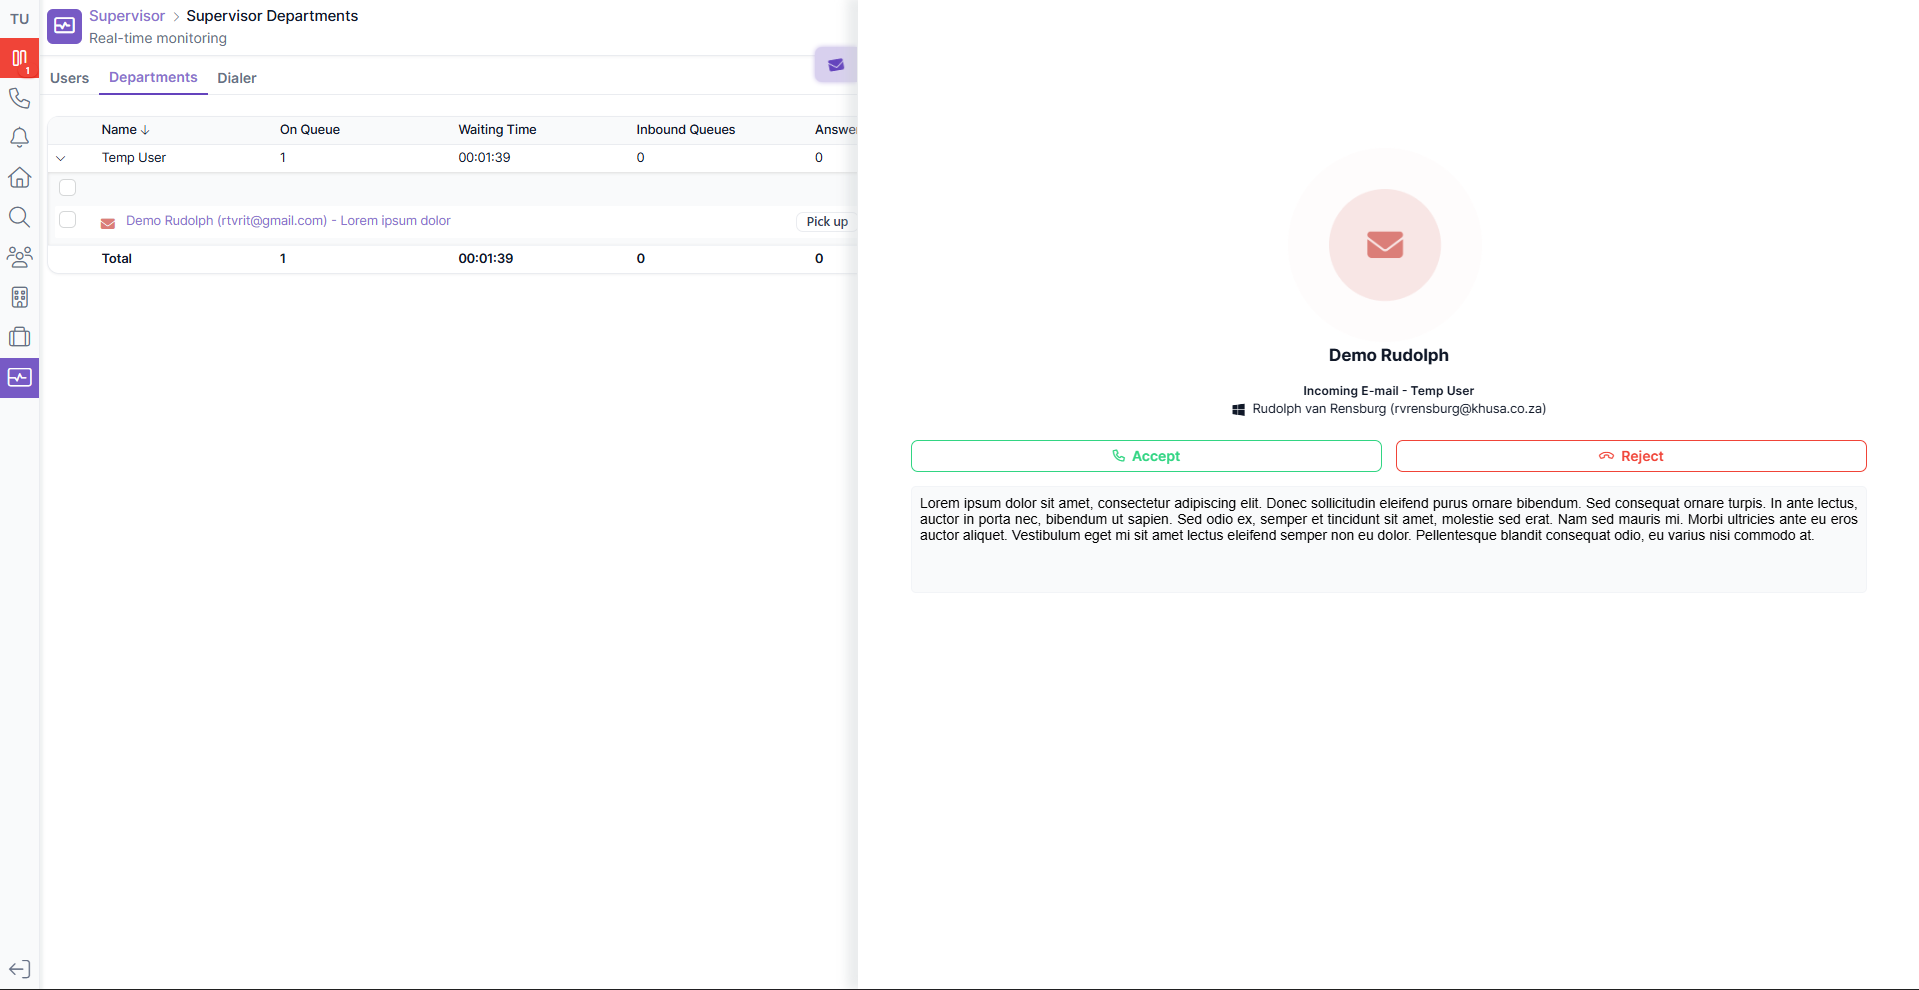 TU
1
Supervisor > Supervisor Departments
Real-time monitoring
Users Departments Dialer
Name On Queue Waiting Time Inbound Queues Answe
Temp User 1 00:01:39 0 0
Demo Rudolph (rtvrit@gmail.com) - Lorem ipsum dolor Pick up
Total 1 00:01:39 0 0
Demo Rudolph
Incoming E-mail - Temp User
Rudolph van Rensburg (rvrensburg@khusa.co.za)
Accept Reject
Lorem ipsum dolor sit amet, consectetur adipiscing elit. Donec sollicitudin eleifend purus ornare bibendum. Sed consequat ornare turpis. In ante lectus,
auctor in porta nec, bibendum ut sapien. Sed odio ex, semper et tincidunt sit amet, molestie sed erat. Nam sed mauris mi. Morbi ultricies ante eu eros
auctor aliquet. Vestibulum eget mi sit amet lectus eleifend semper non eu dolor. Pellentesque blandit consequat odio, eu varius nisi commodo at.